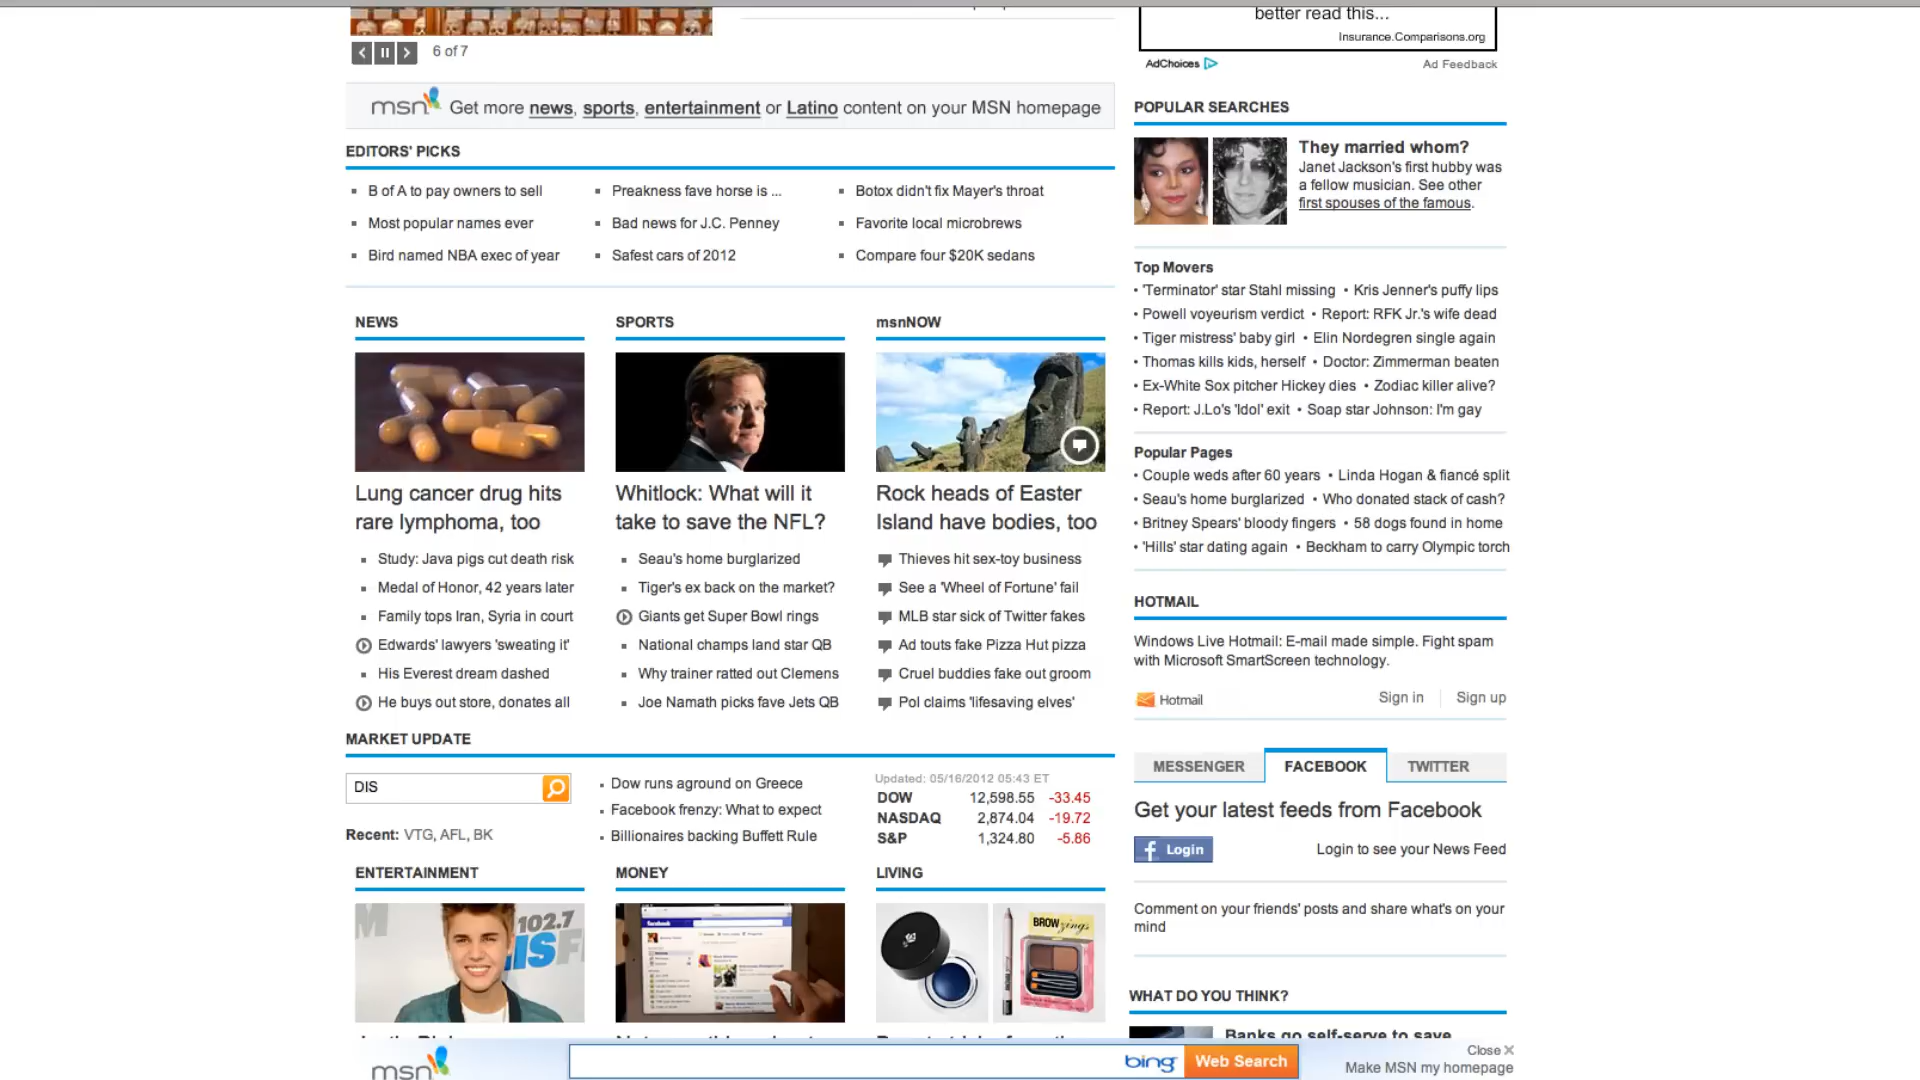 better read this...
Insurance.Comparisons.org
6 of 7
AdChoices
Ad Feedback
msn Get more news, sports, entertainment or Latino content on your MSN homepage
EDITORS' PICKS
B of A to pay owners to sell
Preakness fave horse is ...
Botox didn't fix Mayer's throat
Most popular names ever
Bad news for J.C. Penney
Favorite local microbrews
Bird named NBA exec of year
Safest cars of 2012
Compare four $20K sedans
NEWS
Lung cancer drug hits
rare lymphoma, too
Study: Java pigs cut death risk
Medal of Honor, 42 years later
Family tops Iran, Syria in court
Edwards' lawyers 'sweating it'
His Everest dream dashed
He buys out store, donates all
SPORTS
Whitlock: What will it
take to save the NFL?
Seau's home burglarized
Tiger's ex back on the market?
Giants get Super Bowl rings
National champs land star QB
Why trainer ratted out Clemens
Joe Namath picks fave Jets QB
msnNOW
Rock heads of Easter
Island have bodies, too
Thieves hit sex-toy business
See a 'Wheel of Fortune' fail
MLB star sick of Twitter fakes
Ad touts fake Pizza Hut pizza
Cruel buddies fake out groom
Pol claims 'lifesaving elves'
MARKET UPDATE
DIS
Recent: VTG, AFL, BK
Dow runs aground on Greece
Facebook frenzy: What to expect
Billionaires backing Buffett Rule
Updated: 05/16/2012 05:43 ET
DOW 12,598.55 -33.45
NASDAQ 2,874.04 -19.72
S&P 1,324.80 -5.86
ENTERTAINMENT
102.7
MONEY
facebook
LIVING
BROW zings
POPULAR SEARCHES
They married whom?
Janet Jackson's first hubby was
a fellow musician. See other
first spouses of the famous.
Top Movers
• 'Terminator' star Stahl missing • Kris Jenner's puffy lips
• Powell voyeurism verdict • Report: RFK Jr.'s wife dead
• Tiger mistress' baby girl • Elin Nordegren single again
• Thomas kills kids, herself • Doctor: Zimmerman beaten
• Ex-White Sox pitcher Hickey dies • Zodiac killer alive?
• Report: J.Lo's 'Idol' exit • Soap star Johnson: I'm gay
Popular Pages
• Couple weds after 60 years • Linda Hogan & fiancé split
• Seau's home burglarized • Who donated stack of cash?
• Britney Spears' bloody fingers • 58 dogs found in home
• 'Hills' star dating again • Beckham to carry Olympic torch
HOTMAIL
Windows Live Hotmail: E-mail made simple. Fight spam
with Microsoft SmartScreen technology.
Hotmail
Sign in
Sign up
MESSENGER
FACEBOOK
TWITTER
Get your latest feeds from Facebook
Login
Login to see your News Feed
Comment on your friends' posts and share what's on your
mind
WHAT DO YOU THINK?
Banks go self-serve to save
msn
bing
Web Search
Close
Make MSN my homepage